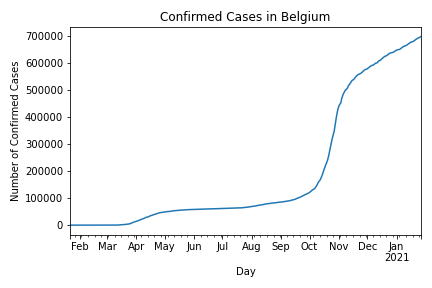 Confirmed Cases in Belgium
Number of Confirmed Cases
700000
600000
500000
400000
300000
200000
100000
0
Feb Mar Apr May Jun Jul Aug Sep Oct Nov Dec Jan
2021
Day